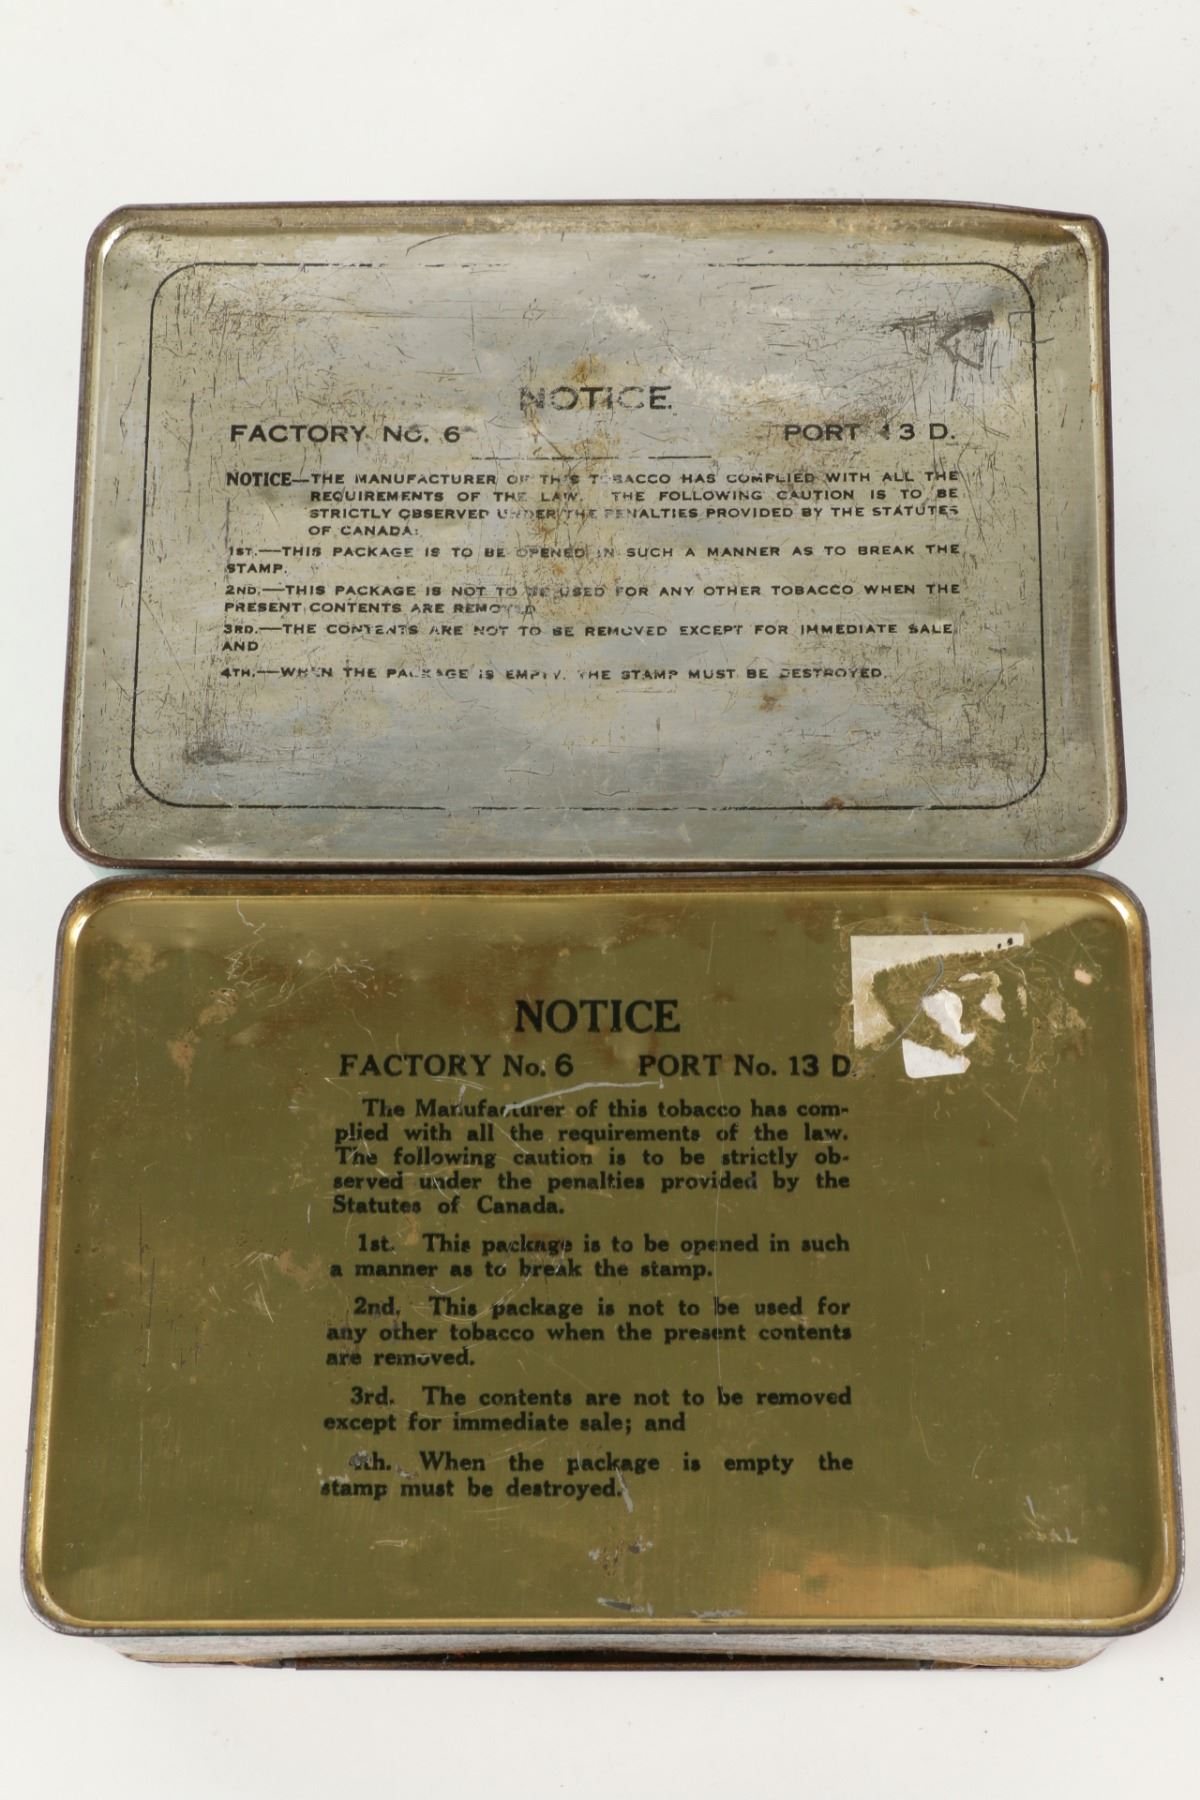 NOTICE
FACTORY NO. 6 PORT 13 D.
NOTICE—THE MANUFACTURER OF THIS TOBACCO HAS COMPLIED WITH ALL THE
REQUIREMENTS OF THE LAW. THE FOLLOWING CAUTION IS TO BE
STRICTLY OBSERVED UNDER THE PENALTIES PROVIDED BY THE STATUTES
OF CANADA:
1ST.—THIS PACKAGE IS TO BE OPENED IN SUCH A MANNER AS TO BREAK THE
STAMP.
2ND.—THIS PACKAGE IS NOT TO BE USED FOR ANY OTHER TOBACCO WHEN THE
PRESENT CONTENTS ARE REMOVED
3RD.—THE CONTENTS ARE NOT TO BE REMOVED EXCEPT FOR IMMEDIATE SALE;
AND
4TH.—WHEN THE PACKAGE IS EMPTY, THE STAMP MUST BE DESTROYED.
NOTICE
FACTORY No. 6 PORT No. 13 D.
The Manufacturer of this tobacco has com-
plied with all the requirements of the law.
The following caution is to be strictly ob-
served under the penalties provided by the
Statutes of Canada.
1st. This package is to be opened in such
a manner as to break the stamp.
2nd. This package is not to be used for
any other tobacco when the present contents
are removed.
3rd. The contents are not to be removed
except for immediate sale; and
4th. When the package is empty the
stamp must be destroyed.